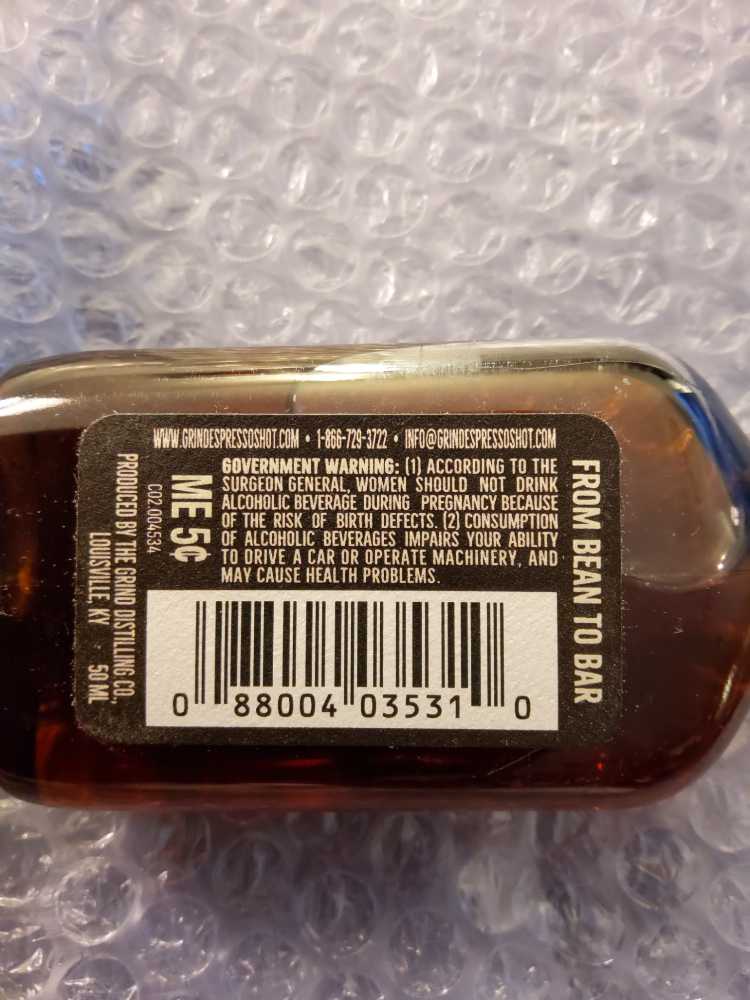 WWW.GRINDESPRESSOSHOT.COM • 1-866-729-3722 • INFO@GRINDESPRESSOSHOT.COM
GOVERNMENT WARNING: (1) ACCORDING TO THE
SURGEON GENERAL, WOMEN SHOULD NOT DRINK
ALCOHOLIC BEVERAGE DURING PREGNANCY BECAUSE
OF THE RISK OF BIRTH DEFECTS. (2) CONSUMPTION
OF ALCOHOLIC BEVERAGES IMPAIRS YOUR ABILITY
TO DRIVE A CAR OR OPERATE MACHINERY, AND
MAY CAUSE HEALTH PROBLEMS.
ME 5¢
C02.004534
PRODUCED BY THE GRIND DISTILLING CO,
LOUISVILLE, KY • 50 ML
FROM BEAN TO BAR
0 88004 03531 0